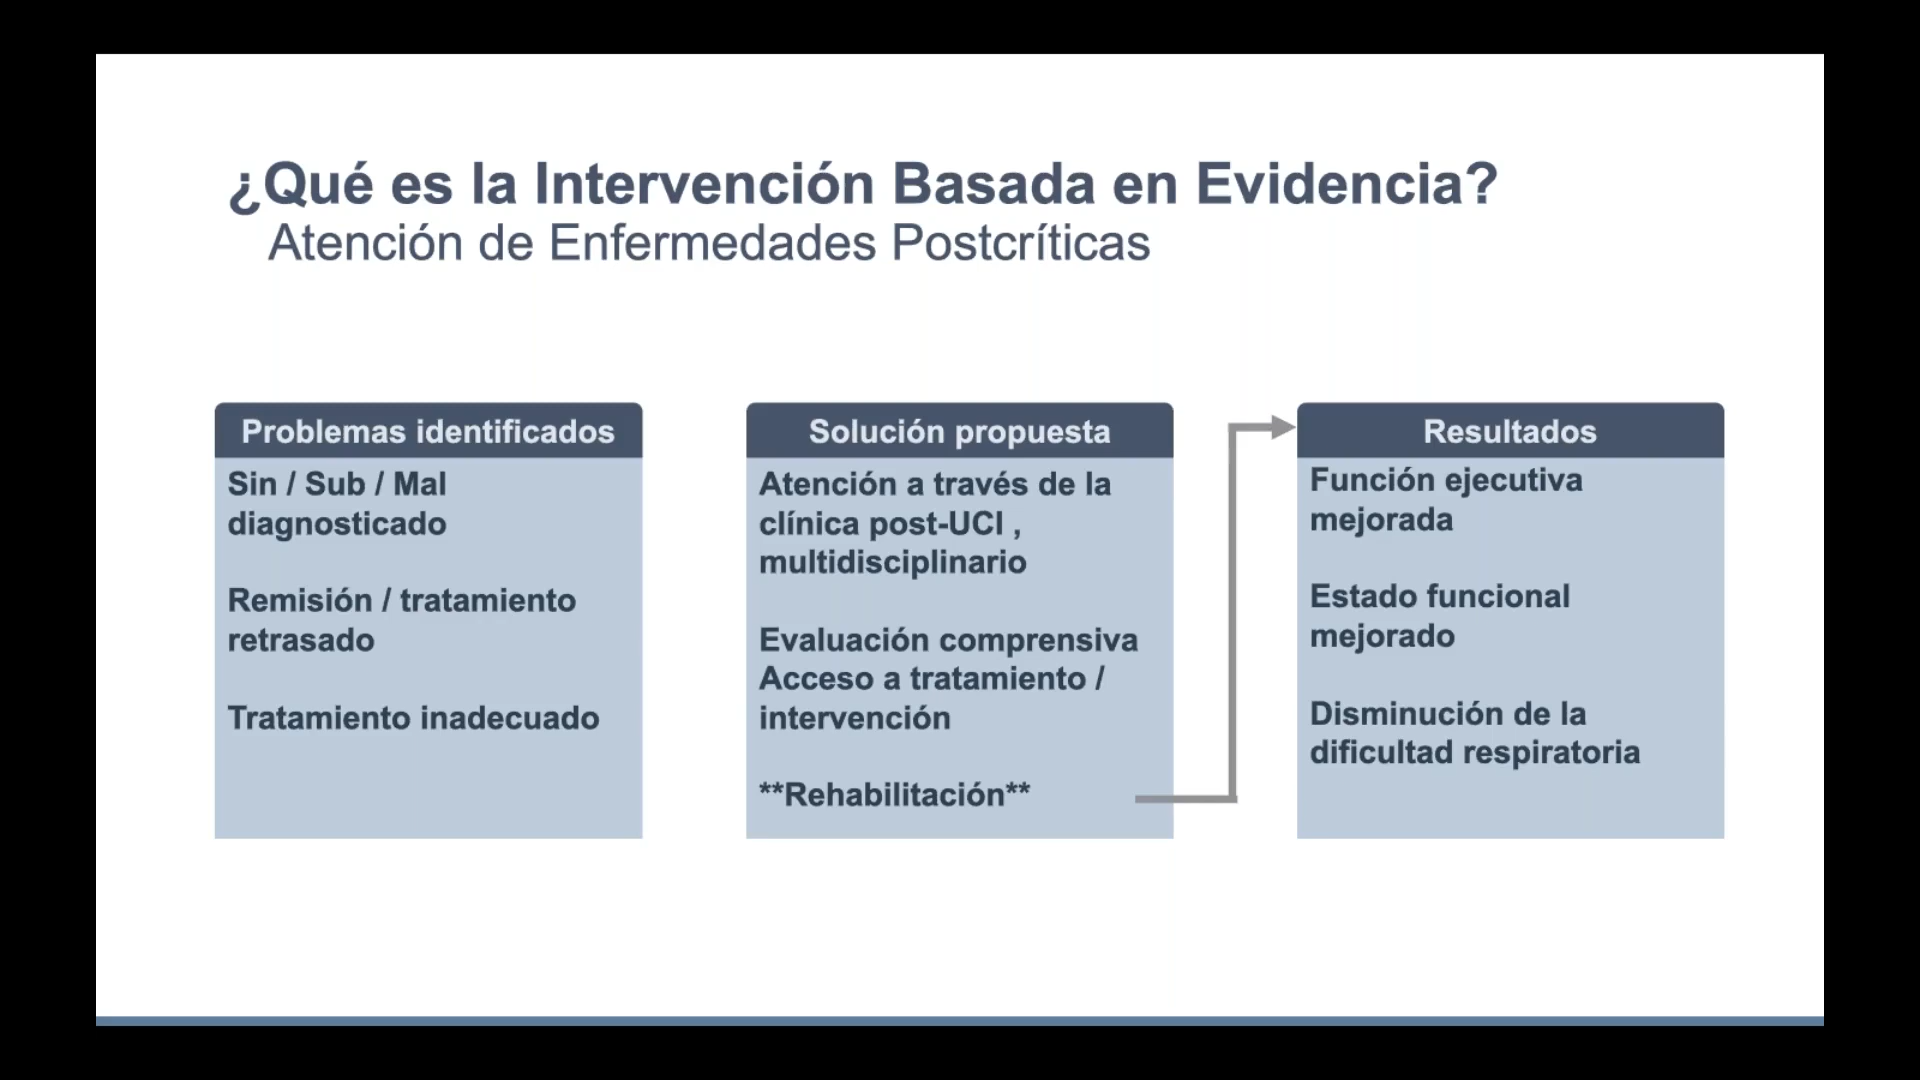 ¿Qué es la Intervención Basada en Evidencia?
Atención de Enfermedades Postcríticas
Problemas identificados
Sin / Sub / Mal
diagnosticado
Remisión / tratamiento
retrasado
Tratamiento inadecuado
Solución propuesta
Atención a través de la
clínica post-UCI ,
multidisciplinario
Evaluación comprensiva
Acceso a tratamiento /
intervención
**Rehabilitación**
Resultados
Función ejecutiva
mejorada
Estado funcional
mejorado
Disminución de la
dificultad respiratoria